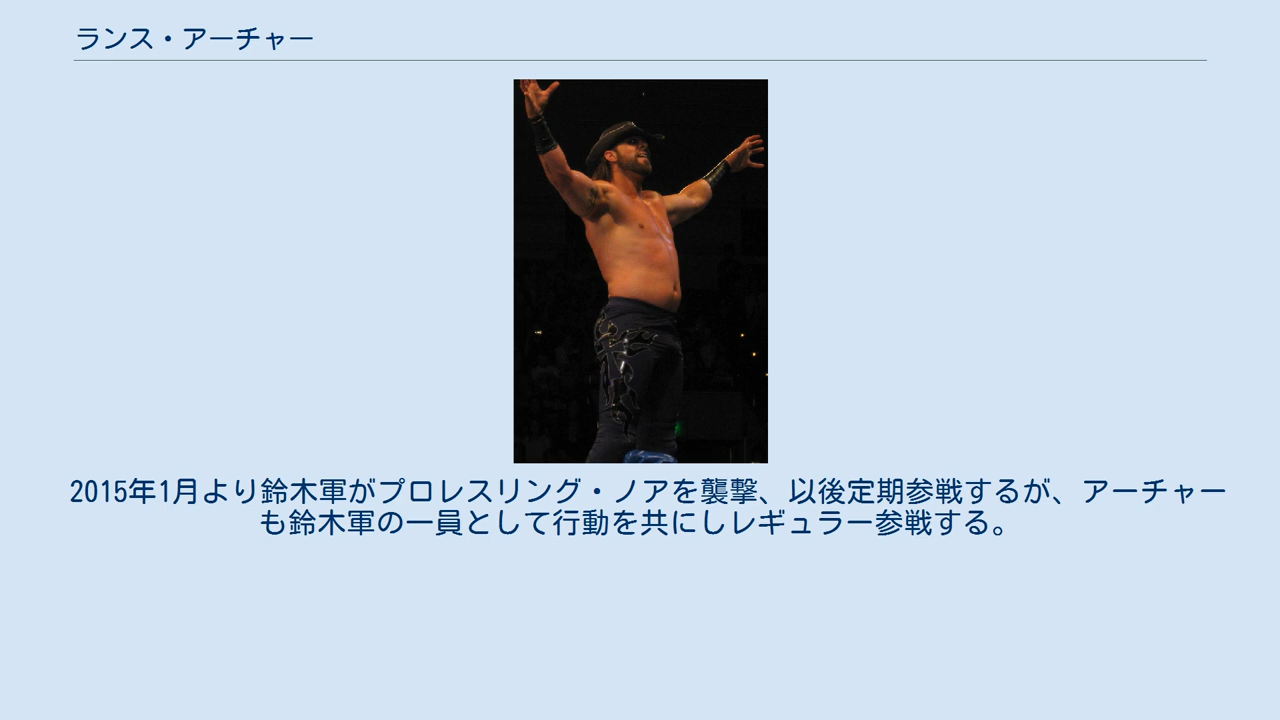 ランス・アーチャー
2015年1月より鈴木軍がプロレスリング・ノアを襲撃、以後定期参戦するが、アーチャー
も鈴木軍の一員として行動を共にしレギュラー参戦する。